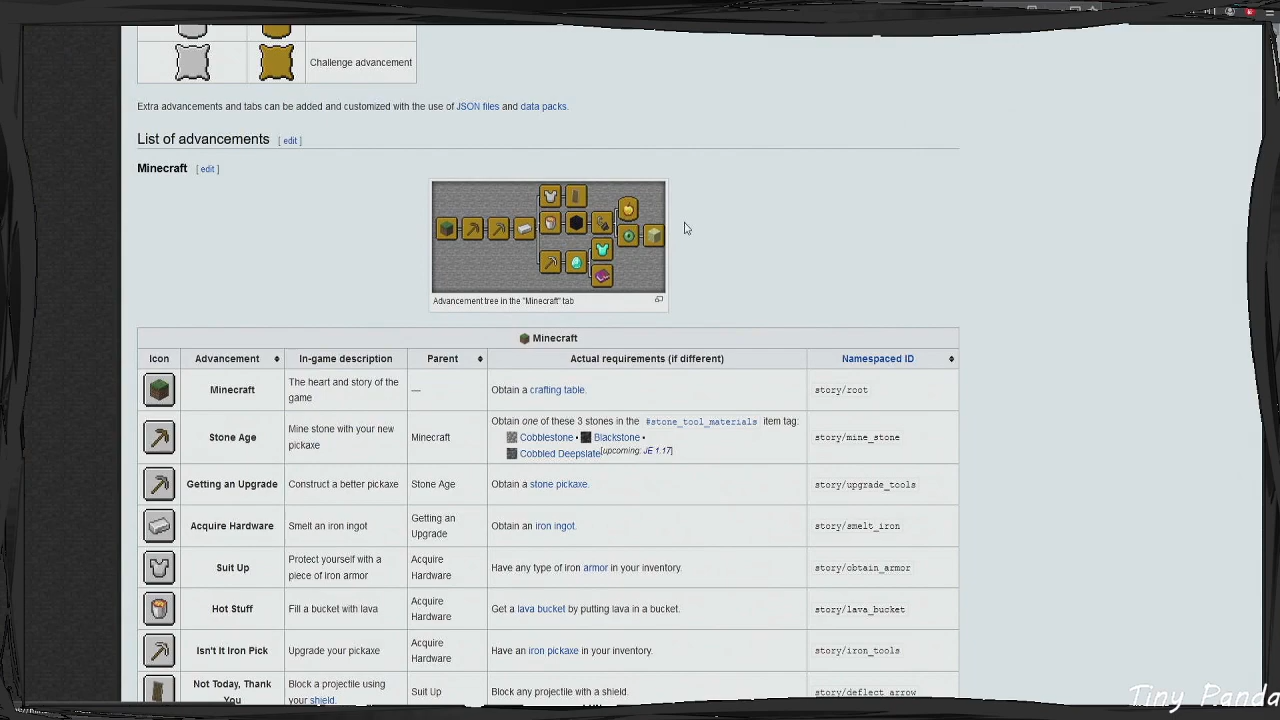 Challenge advancement
Extra advancements and tabs can be added and customized with the use of JSON files and data packs.
List of advancements [ edit ]
Minecraft [ edit ]
Advancement tree in the "Minecraft" tab
Minecraft
Icon Advancement In-game description Parent Actual requirements (if different) Namespaced ID
Minecraft The heart and story of the game — Obtain a crafting table. story/root
Stone Age Mine stone with your new pickaxe Minecraft Obtain one of these 3 stones in the #stone_tool_materials item tag:
Cobblestone • Blackstone •
Cobbled Deepslate[upcoming: JE 1.17] story/mine_stone
Getting an Upgrade Construct a better pickaxe Stone Age Obtain a stone pickaxe. story/upgrade_tools
Acquire Hardware Smelt an iron ingot Getting an Upgrade Obtain an iron ingot. story/smelt_iron
Suit Up Protect yourself with a piece of iron armor Acquire Hardware Have any type of iron armor in your inventory. story/obtain_armor
Hot Stuff Fill a bucket with lava Acquire Hardware Get a lava bucket by putting lava in a bucket. story/lava_bucket
Isn't It Iron Pick Upgrade your pickaxe Acquire Hardware Have an iron pickaxe in your inventory. story/iron_tools
Not Today, Thank You Block a projectile using your shield. Suit Up Block any projectile with a shield. story/deflect_arrow
Tiny Panda